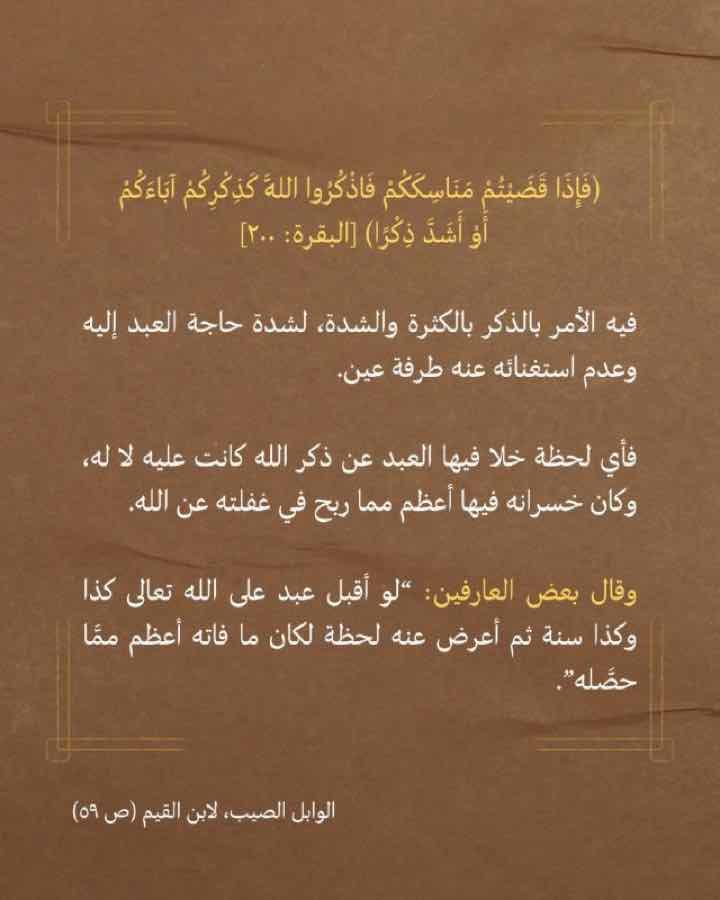 (فَإِذَا قَضَيْتُمْ مَنَاسِكَكُمْ فَاذْكُرُوا اللهَ كَذِكْرِكُمْ آبَاءَكُمْ
أَوْ أَشَدَّ ذِكْرًا) [البقرة: ٢٠٠]
فيه الأمر بالذكر بالكثرة والشدة، لشدة حاجة العبد إليه
وعدم استغنائه عنه طرفة عين.
فأي لحظة خلا فيها العبد عن ذكر الله كانت عليه لا له،
وكان خسرانه فيها أعظم مما ربح في غفلته عن الله.
وقال بعض العارفين: “لو أقبل عبد على الله تعالى كذا
وكذا سنة ثم أعرض عنه لحظة لكان ما فاته أعظم ممَّا
حصَّله”.
الوابل الصيب، لابن القيم (ص ٥٩)